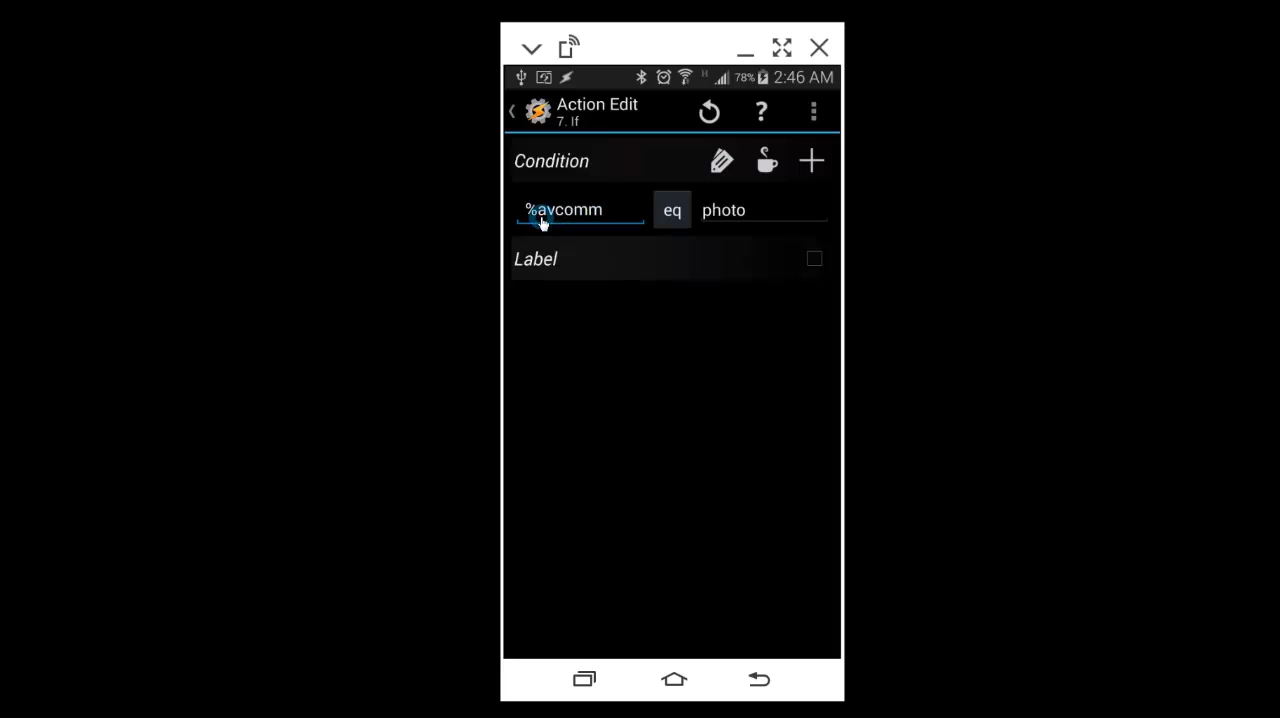 78% 2:46 AM
Action Edit
7. If
?
Condition
%avcomm eq photo
Label